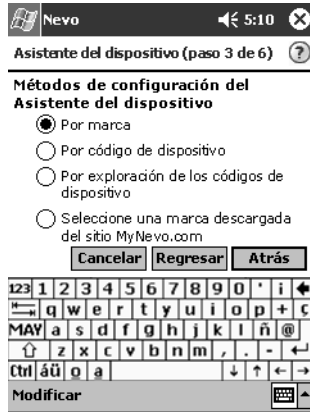 Nevo 5:10
Asistente del dispositivo (paso 3 de 6) ?
Métodos de configuración del
Asistente del dispositivo
Por marca
Por código de dispositivo
Por exploración de los códigos de
dispositivo
Seleccione una marca descargada
del sitio MyNevo.com
Cancelar Regresar Atrás
123 1 2 3 4 5 6 7 8 9 0 ' ¡
q w e r t y u i o p + ç
MAY a s d f g h j k l ñ @
z x c v b n m , . -
Ctrl áü º ª
Modificar